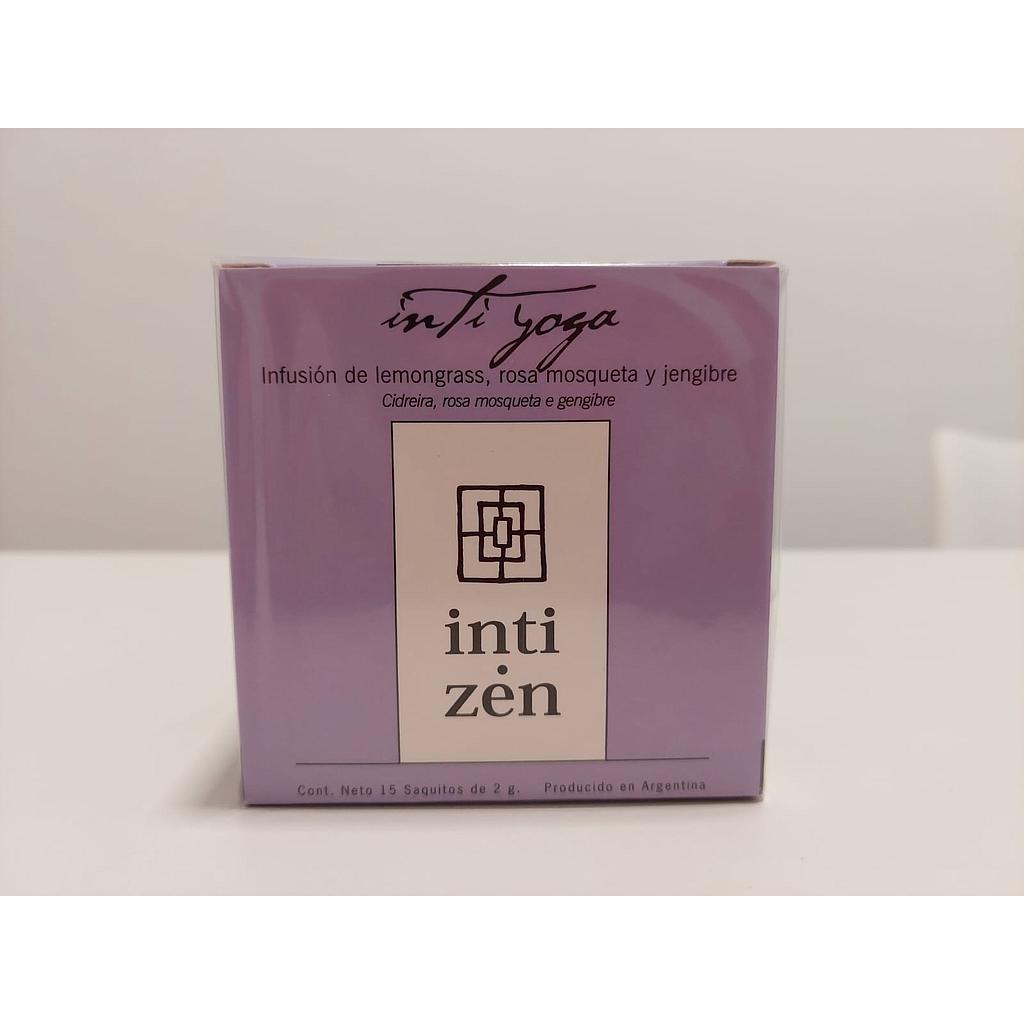 inti yoga
Infusión de lemongrass, rosa mosqueta y jengibre
Cidreira, rosa mosqueta e gengibre
inti
zen
Cont. Neto 15 Saquitos de 2 g. Producido en Argentina